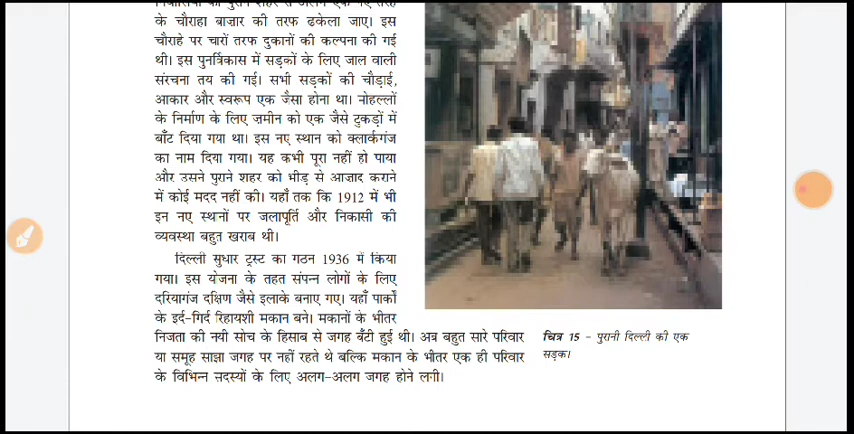 के चौराहा बाज़ार की तरफ ढकेला जाए। इस
चौराहे पर चारों तरफ दुकानों की कल्पना की गई
थी। इस पुनर्विकास में सड़कों के लिए जाल वाली
संरचना तय की गई। सभी सड़कों की चौड़ाई,
आकार और स्वरूप एक जैसा होना था। मोहल्लों
के निर्माण के लिए ज़मीन को एक जैसे टुकड़ों में
बाँट दिया गया था। इस नए स्थान को क्लार्कगंज
का नाम दिया गया। यह कभी पूरा नहीं हो पाया
और उसने पुराने शहर को भीड़ से आज़ाद कराने
में कोई मदद नहीं की। यहाँ तक कि 1912 में भी
इन नए स्थानों पर जलापूर्ति और निकासी की
व्यवस्था बहुत खराब थी।
दिल्ली सुधार ट्रस्ट का गठन 1936 में किया
गया। इस योजना के तहत संपन्न लोगों के लिए
दरियागंज दक्षिण जैसे इलाके बनाए गए। यहाँ पार्कों
के इर्द-गिर्द रिहायशी मकान बने। मकानों के भीतर
निजता की नयी सोच के हिसाब से जगह बँटी हुई थी। अब बहुत सारे परिवार
या समूह साझा जगह पर नहीं रहते थे बल्कि मकान के भीतर एक ही परिवार
के विभिन्न सदस्यों के लिए अलग-अलग जगह होने लगी।
चित्र 15 - पुरानी दिल्ली की एक
सड़क।